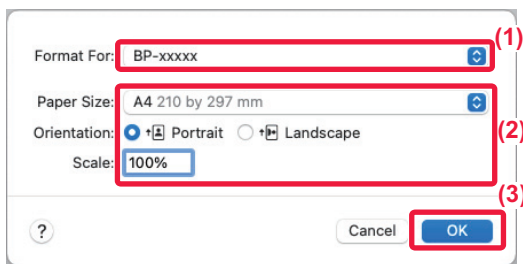 (1)
Format For: BP-xxxxx
Paper Size: A4 210 by 297 mm
Orientation: Portrait Landscape
(2)
Scale: 100%
(3)
? Cancel OK